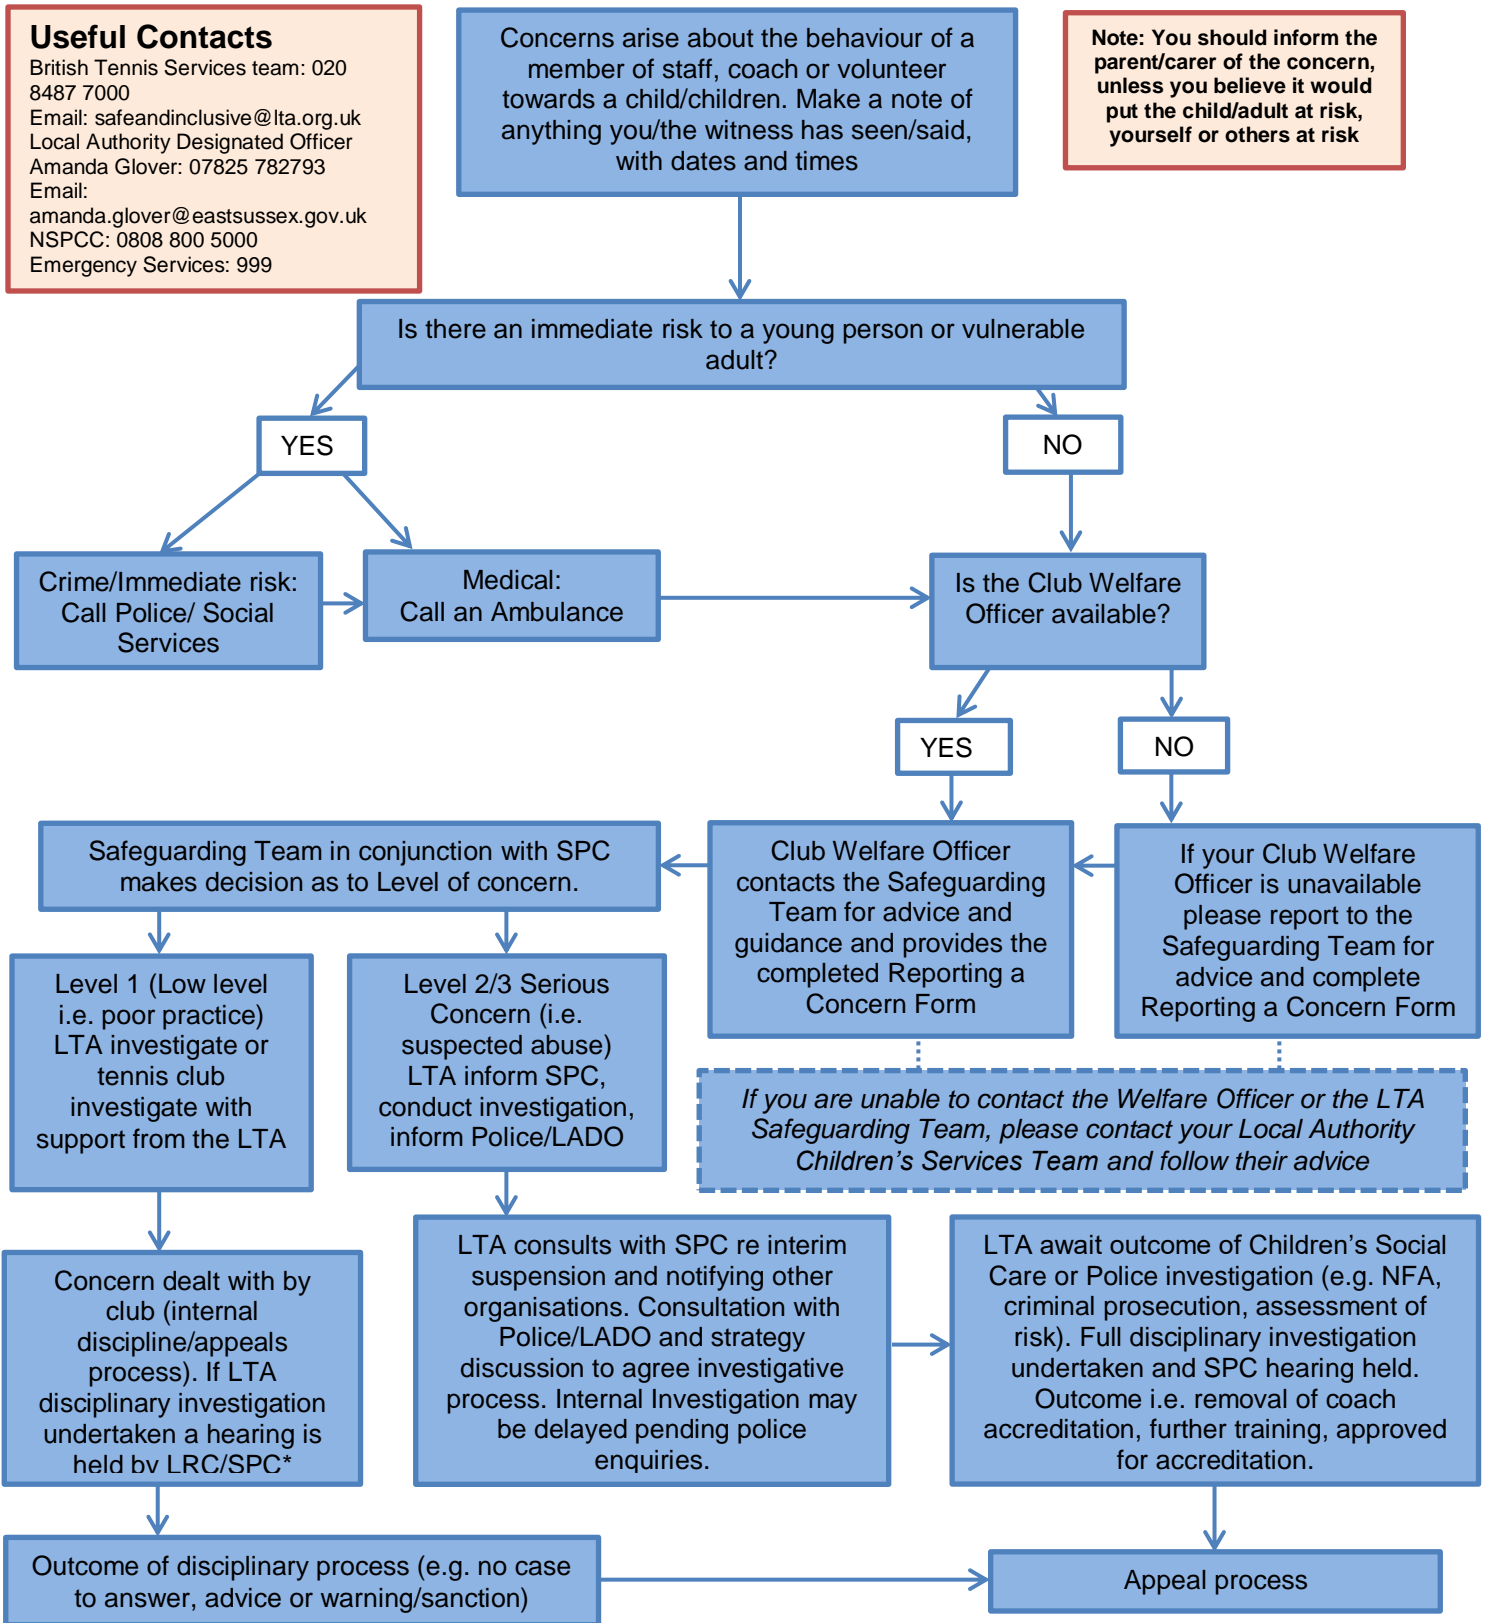 Useful Contacts
British Tennis Services team: 020
8487 7000
Email: safeandinclusive@lta.org.uk
Local Authority Designated Officer
Amanda Glover: 07825 782793
Email:
amanda.glover@eastsussex.gov.uk
NSPCC: 0808 800 5000
Emergency Services: 999
Concerns arise about the behaviour of a
member of staff, coach or volunteer
towards a child/children. Make a note of
anything you/the witness has seen/said,
with dates and times
Note: You should inform the
parent/carer of the concern,
unless you believe it would
put the child/adult at risk,
yourself or others at risk
Is there an immediate risk to a young person or vulnerable
adult?
YES
NO
Crime/Immediate risk:
Call Police/ Social
Services
Medical:
Call an Ambulance
Is the Club Welfare
Officer available?
YES
NO
Safeguarding Team in conjunction with SPC
makes decision as to Level of concern.
Club Welfare Officer
contacts the Safeguarding
Team for advice and
guidance and provides the
completed Reporting a
Concern Form
If your Club Welfare
Officer is unavailable
please report to the
Safeguarding Team for
advice and complete
Reporting a Concern Form
Level 1 (Low level
i.e. poor practice)
LTA investigate or
tennis club
investigate with
support from the LTA
Level 2/3 Serious
Concern (i.e.
suspected abuse)
LTA inform SPC,
conduct investigation,
inform Police/LADO
If you are unable to contact the Welfare Officer or the LTA
Safeguarding Team, please contact your Local Authority
Children’s Services Team and follow their advice
Concern dealt with by
club (internal
discipline/appeals
process). If LTA
disciplinary investigation
undertaken a hearing is
held by LRC/SPC*
LTA consults with SPC re interim
suspension and notifying other
organisations. Consultation with
Police/LADO and strategy
discussion to agree investigative
process. Internal Investigation may
be delayed pending police
enquiries.
LTA await outcome of Children’s Social
Care or Police investigation (e.g. NFA,
criminal prosecution, assessment of
risk). Full disciplinary investigation
undertaken and SPC hearing held.
Outcome i.e. removal of coach
accreditation, further training, approved
for accreditation.
Outcome of disciplinary process (e.g. no case
to answer, advice or warning/sanction)
Appeal process